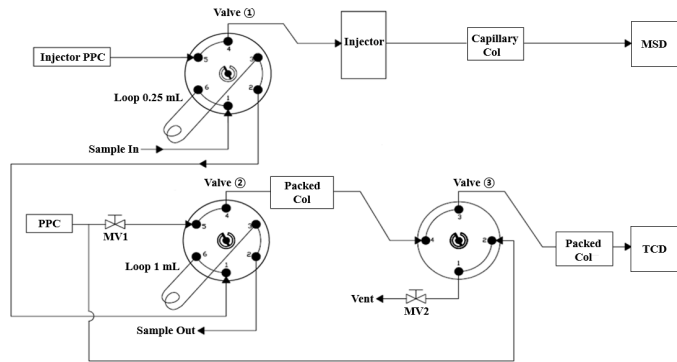 Valve ①
4
Injector PPC
5
3
Injector
Capillary
Col
MSD
6
2
Loop 0.25 mL
1
Sample In
Valve ②
Packed
Col
Valve ③
PPC
MV1
4
5
3
3
4
2
Packed
Col
TCD
6
2
Loop 1 mL
1
1
Vent
MV2
Sample Out